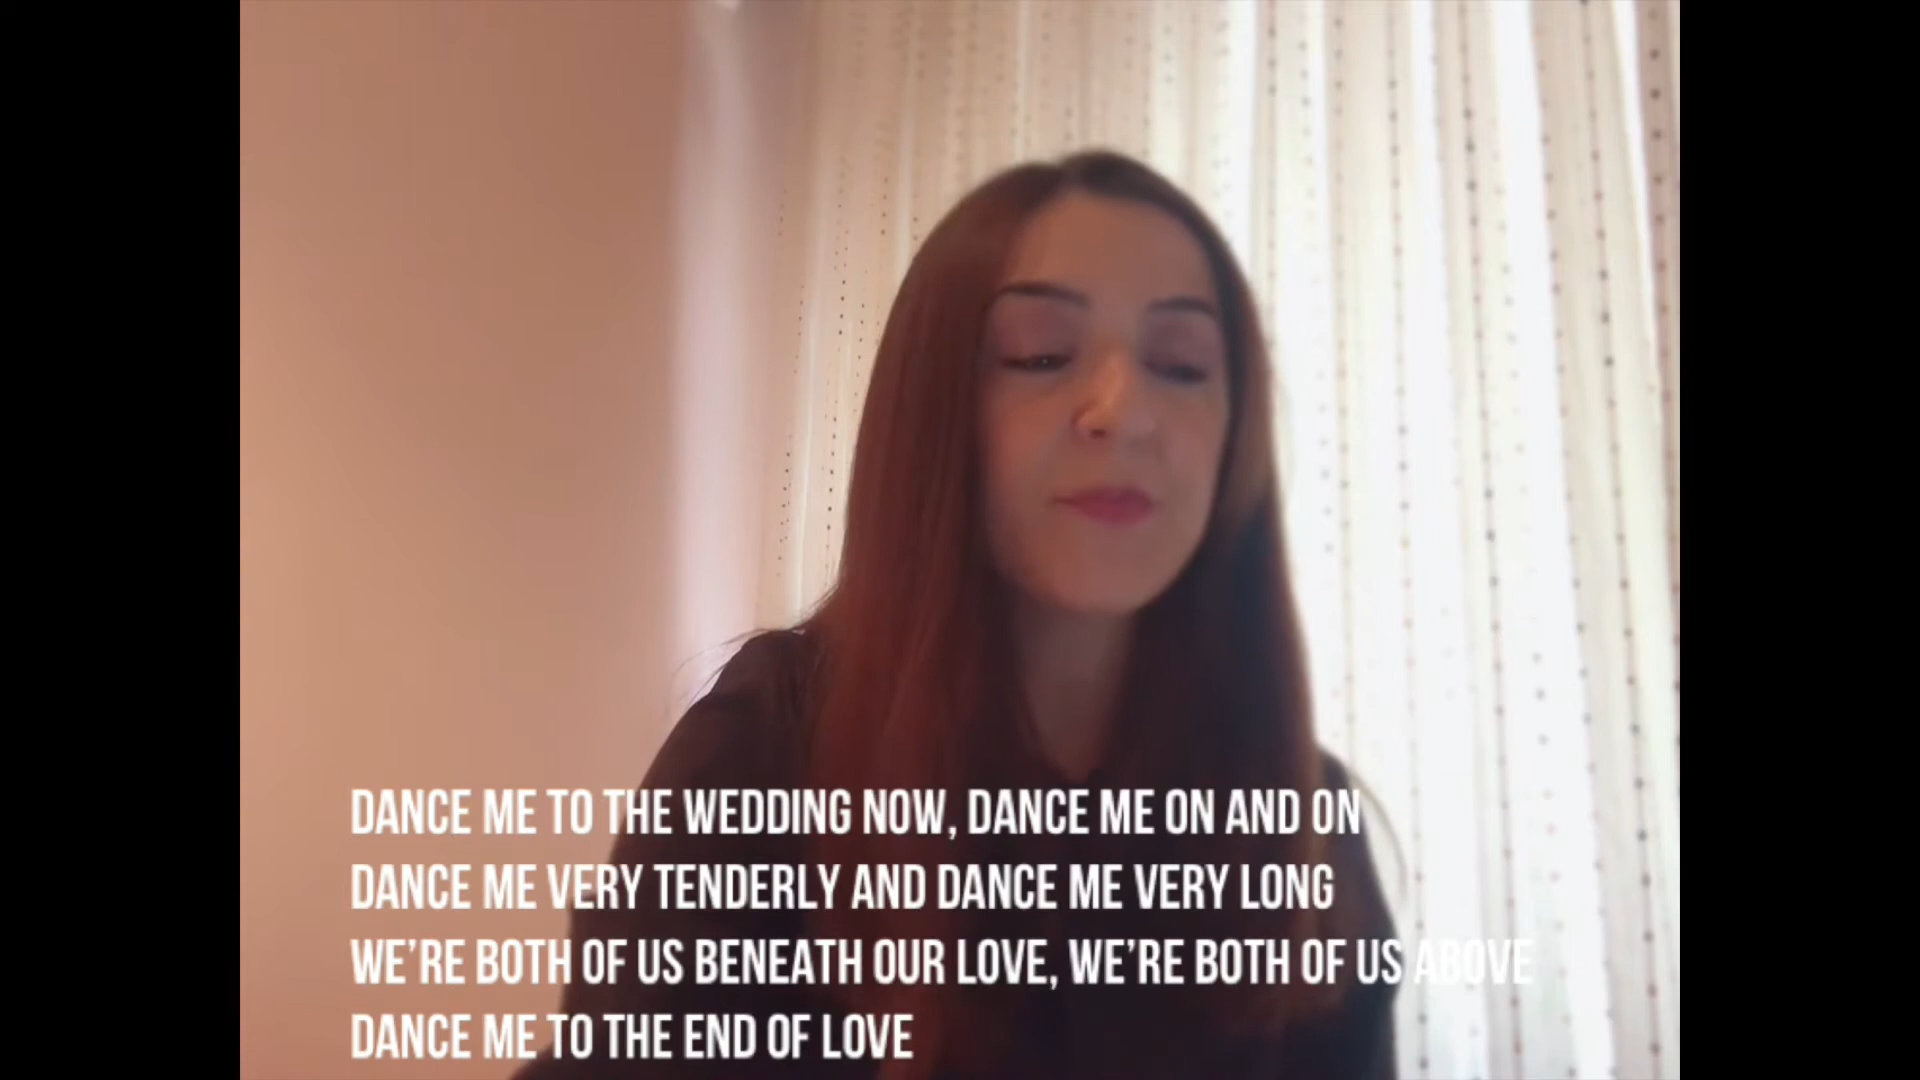 DANCE ME TO THE WEDDING NOW, DANCE ME ON AND ON
DANCE ME VERY TENDERLY AND DANCE ME VERY LONG
WE'RE BOTH OF US BENEATH OUR LOVE, WE'RE BOTH OF US ABOVE
DANCE ME TO THE END OF LOVE